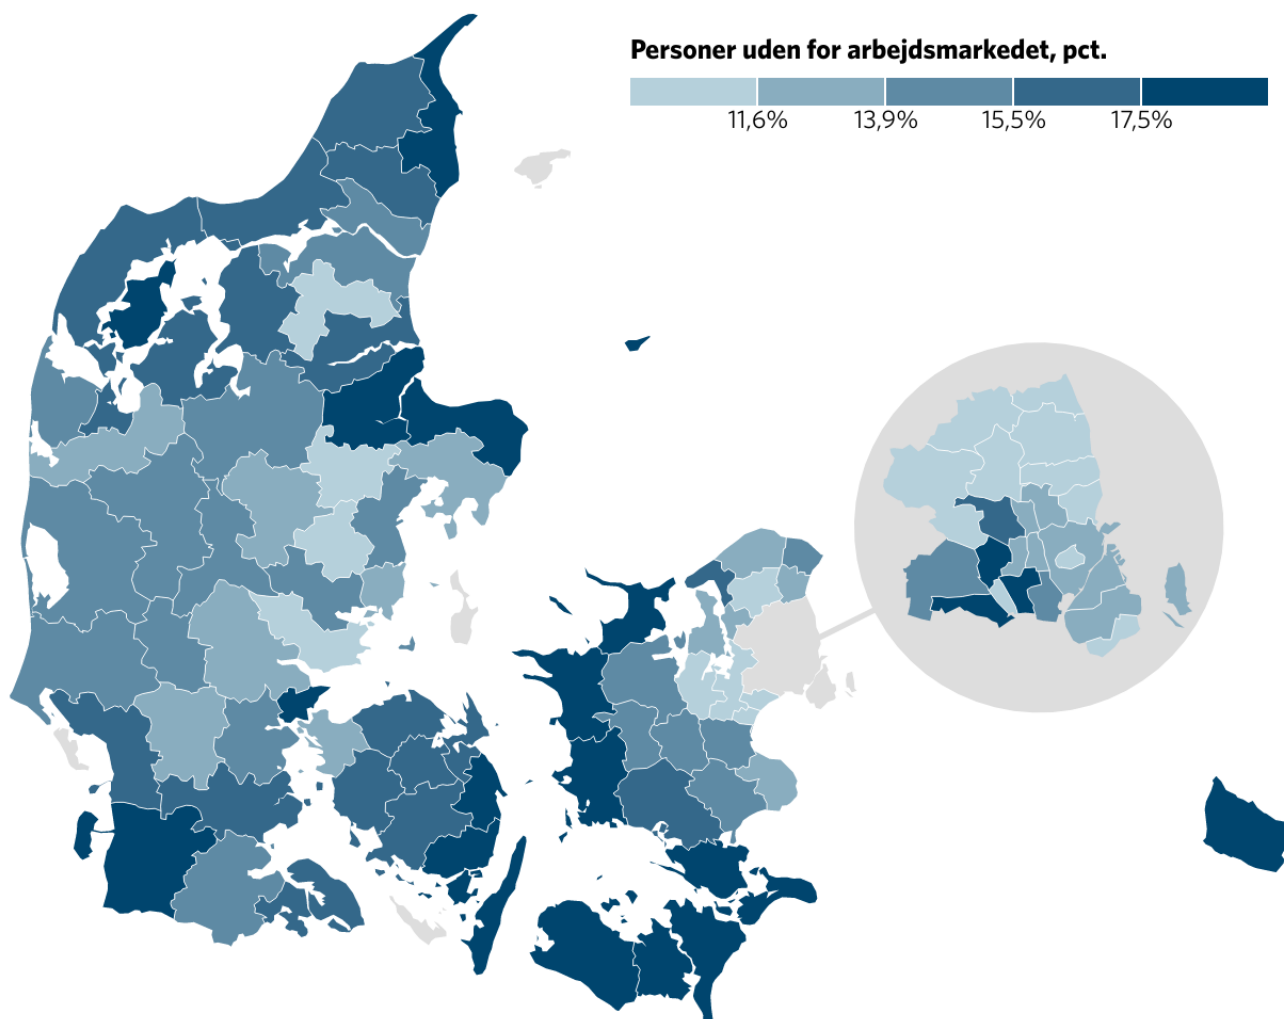 Personer uden for arbejdsmarkedet, pct.
11,6% 13,9% 15,5% 17,5%